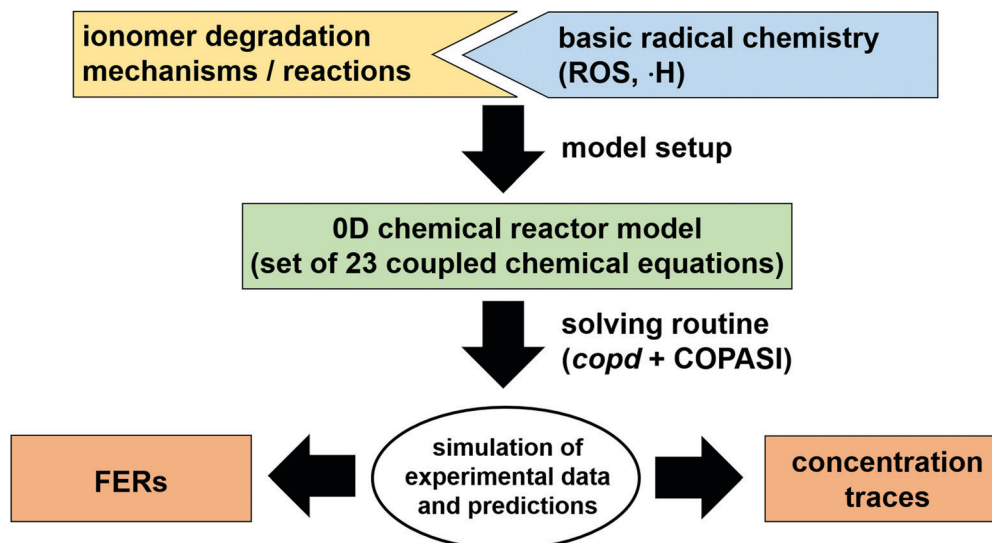 ionomer degradation
mechanisms / reactions
basic radical chemistry
(ROS, ·H)
model setup
0D chemical reactor model
(set of 23 coupled chemical equations)
solving routine
(copd + COPASI)
FERs
simulation of
experimental data
and predictions
concentration
traces